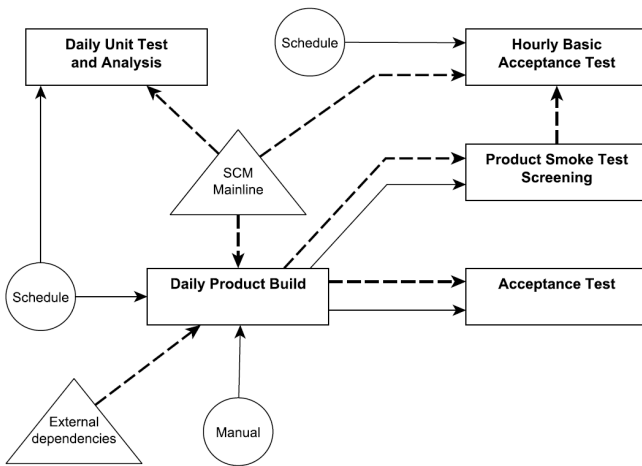 Daily Unit Test
and Analysis
Schedule
Hourly Basic
Acceptance Test
SCM
Mainline
Product Smoke Test
Screening
Schedule
Daily Product Build
Acceptance Test
External
dependencies
Manual